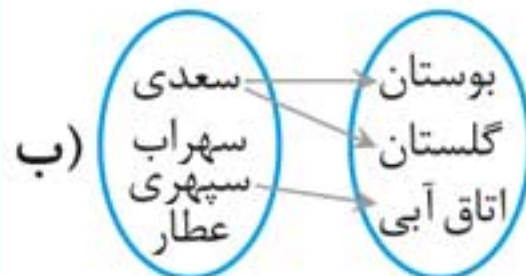 ب)
سعدی
سهراب
سپهری
عطار
بوستان
گلستان
اتاق آبی